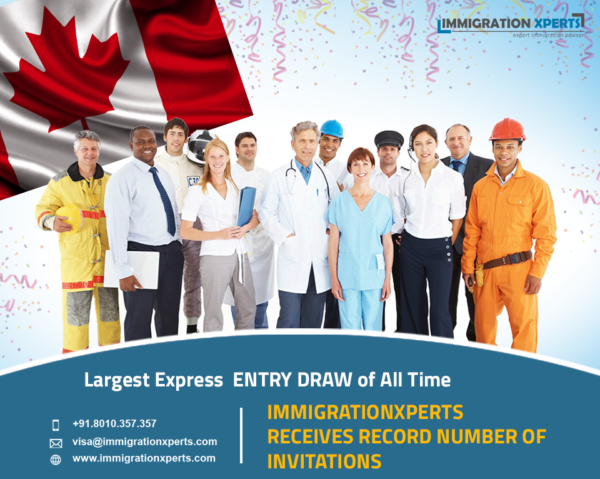 IMMIGRATION XPERTS
expert immigration advisor
Largest Express ENTRY DRAW of All Time
+91.8010.357.357
visa@immigrationxperts.com
www.immigrationxperts.com
IMMIGRATIONXPERTS
RECEIVES RECORD NUMBER OF
INVITATIONS